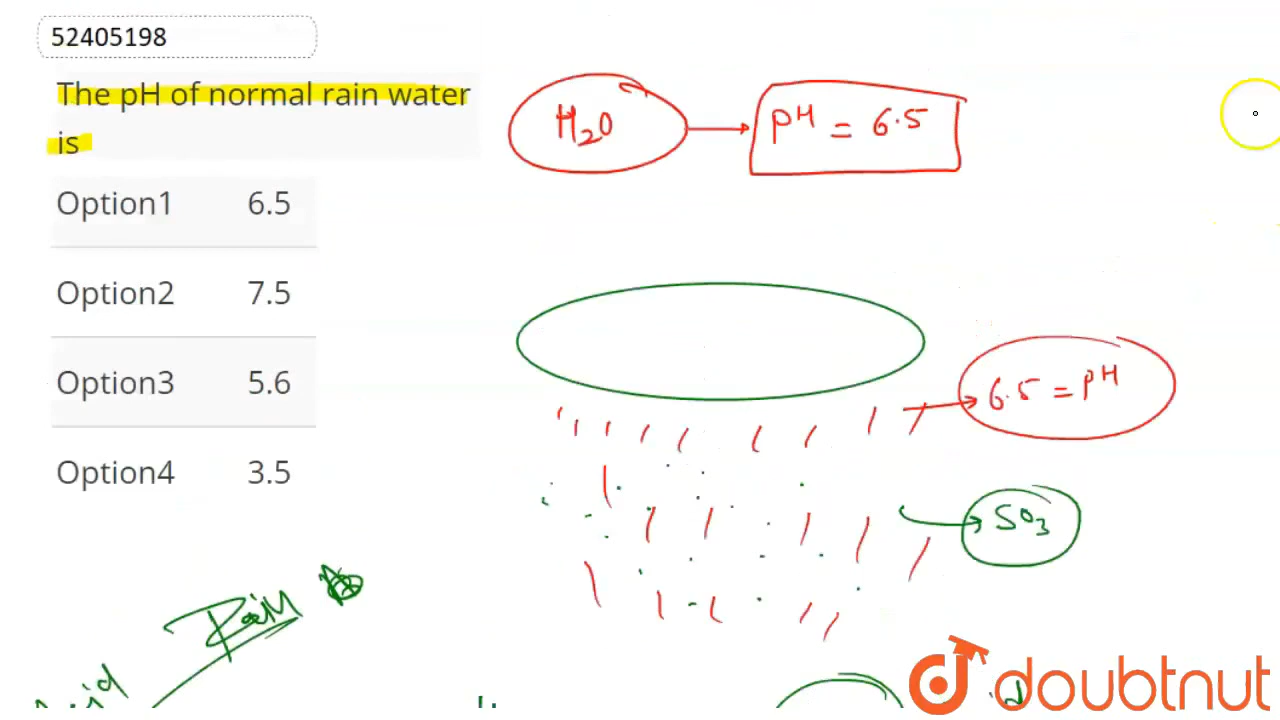 52405198
The pH of normal rain water
is
Option1 6.5
Option2 7.5
Option3 5.6
Option4 3.5
H₂O → pH = 6.5
6.5 = pH
SO₃
Rain
Acid
doubtnut